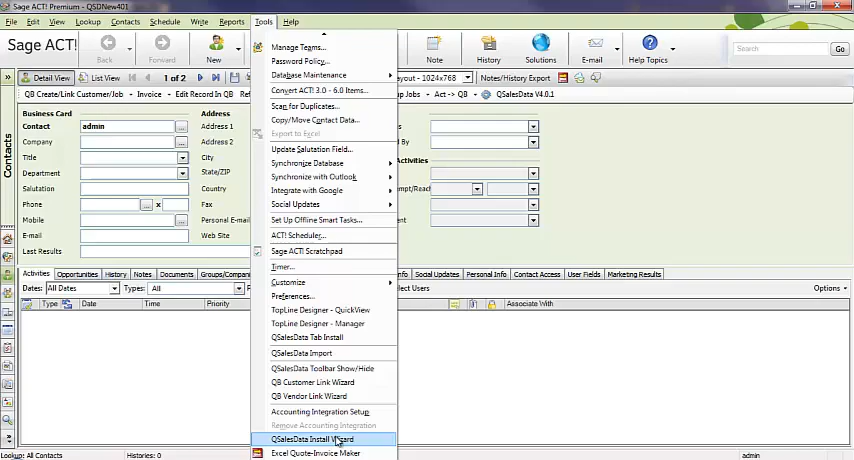 Sage ACT! Premium - QSDNew401
File Edit View Lookup Contacts Schedule Write Reports Tools Help
Sage ACT! Back Forward New Note History Solutions E-mail Help Topics Search Go
Detail View List View 1 of 2 ayout - 1024x768 Notes/History Export
QB Create/Link Customer/Job Invoice Edit Record In QB Act -> QB QSalesData V4.0.1
Contacts
Business Card
Contact admin
Company
Title
Department
Salutation
Phone x
Mobile
E-mail
Last Results
Address
Address 1
Address 2
City
State/ZIP
Country
Fax
Personal E-mail
Web Site
Activities
Manage Teams...
Password Policy...
Database Maintenance
Convert ACT! 3.0 - 6.0 Items...
Scan for Duplicates...
Copy/Move Contact Data...
Export to Excel
Update Salutation Field...
Synchronize Database
Synchronize with Outlook
Integrate with Google
Social Updates
Set Up Offline Smart Tasks...
ACT! Scheduler...
Sage ACT! Scratchpad
Timer...
Customize
Preferences...
TopLine Designer - QuickView
TopLine Designer - Manager
QSalesData Tab Install
QSalesData Import
QSalesData Toolbar Show/Hide
QB Customer Link Wizard
QB Vendor Link Wizard
Accounting Integration Setup
Remove Accounting Integration
QSalesData Install Wizard
Excel Quote-Invoice Maker
Activities Opportunities History Notes Documents Groups/Compani Social Updates Personal Info Contact Access User Fields Marketing Results
Dates: All Dates Types: All Select Users Options
Type Date Time Priority Associate With
Lookup: All Contacts Histories: 0 admin